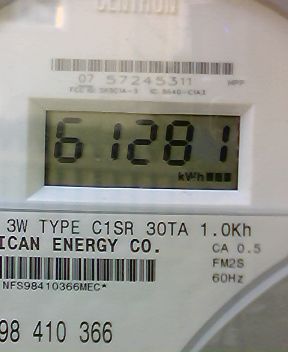 CENTRON
07 57245311 WPP
61281
kWh
3W TYPE C1SR 30TA 1.0Kh
ICAN ENERGY CO. CA 0.5
FM2S
NFS98410366MEC* 60Hz
98 410 366